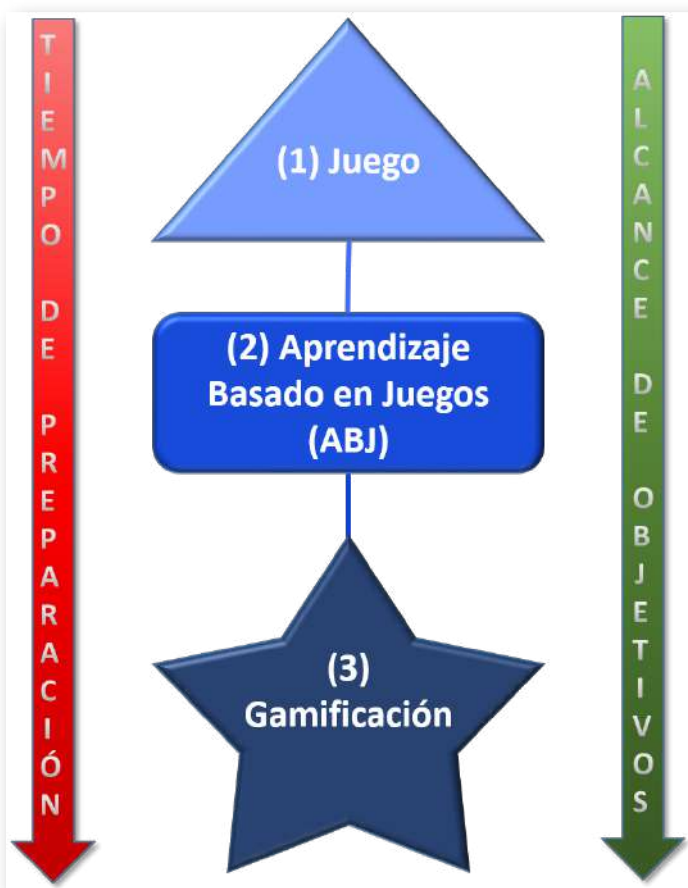 TIEMPO DE PREPARACIÓN
(1) Juego
(2) Aprendizaje
Basado en Juegos
(ABJ)
(3)
Gamificación
ALCANCE DE OBJETIVOS